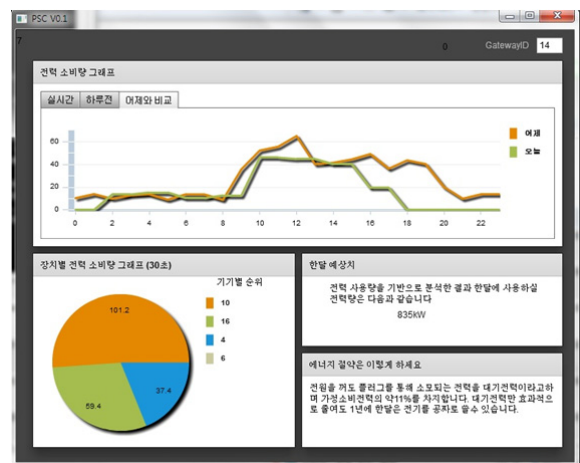 PSC V0.1
7
0 GatewayID 14
전력 소비량 그래프
실시간 하루전 어제와 비교
60
40
20
0
0 2 4 6 8 10 12 14 16 18 20 22
어제
오늘
장치별 전력 소비량 그래프 (30초)
기기별 순위
10
16
4
6
101.2
37.4
59.4
한달 예상치
전력 사용량을 기반으로 분석한 결과 한달에 사용하실
전력량은 다음과 같습니다
835kW
에너지 절약은 이렇게 하세요
전원을 꺼도 플러그를 통해 소모되는 전력을 대기전력이라고하
며 가정소비전력의 약11%를 차지합니다. 대기전력만 효과적으
로 줄여도 1년에 한달은 전기를 공짜로 쓸수 있습니다.